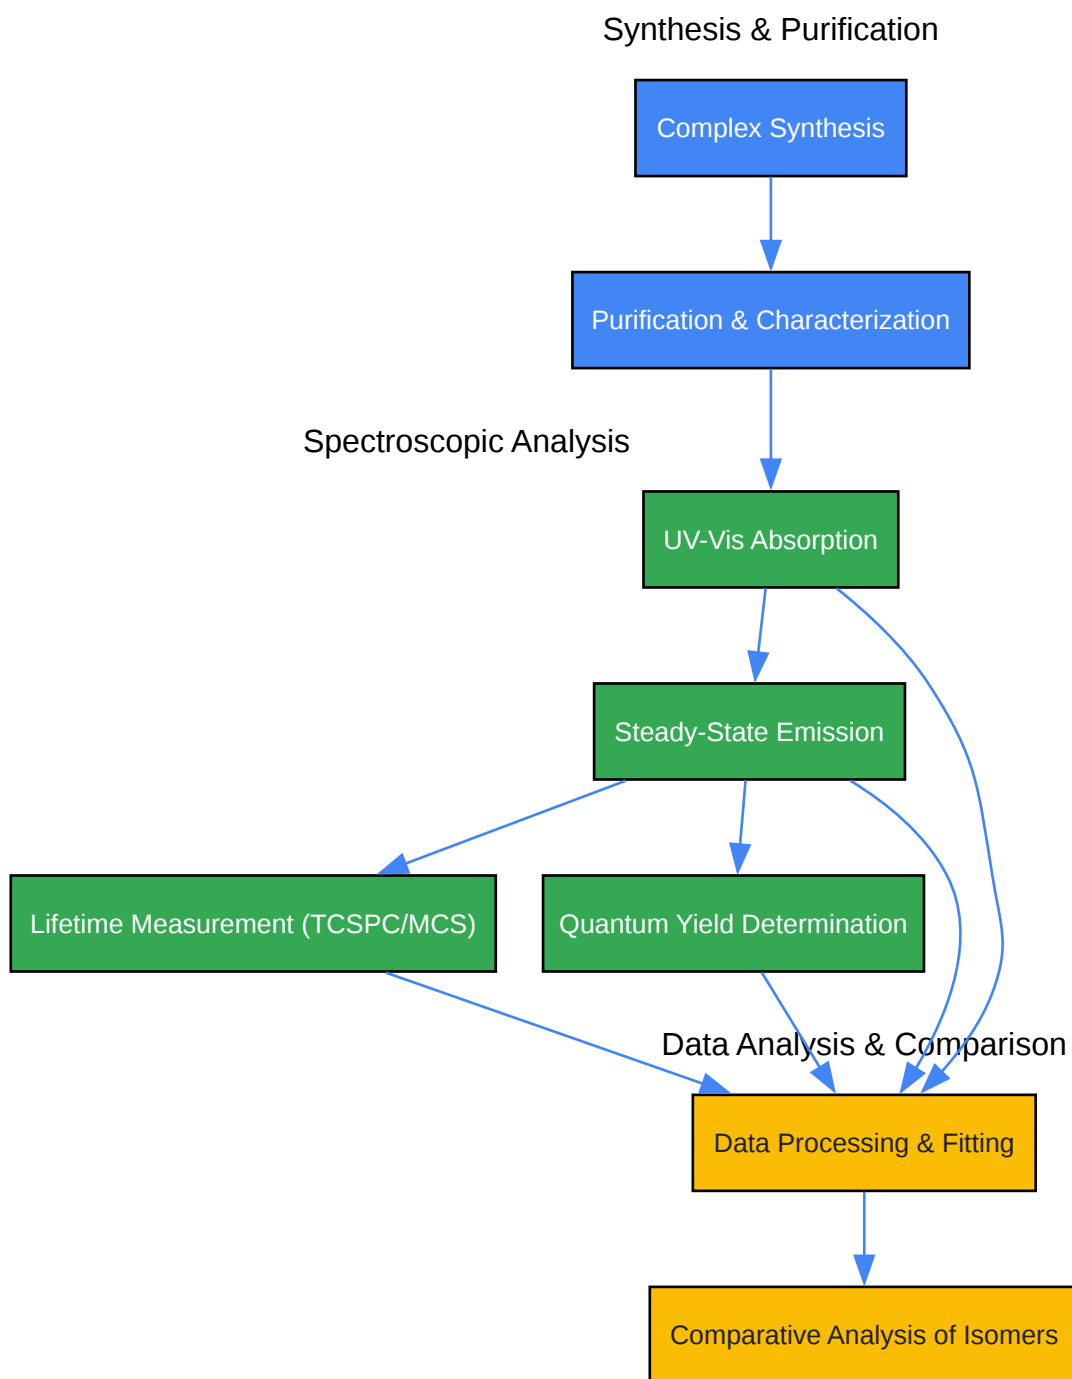 Synthesis & Purification
Complex Synthesis
Purification & Characterization
Spectroscopic Analysis
UV-Vis Absorption
Steady-State Emission
Lifetime Measurement (TCSPC/MCS)
Quantum Yield Determination
Data Analysis & Comparison
Data Processing & Fitting
Comparative Analysis of Isomers